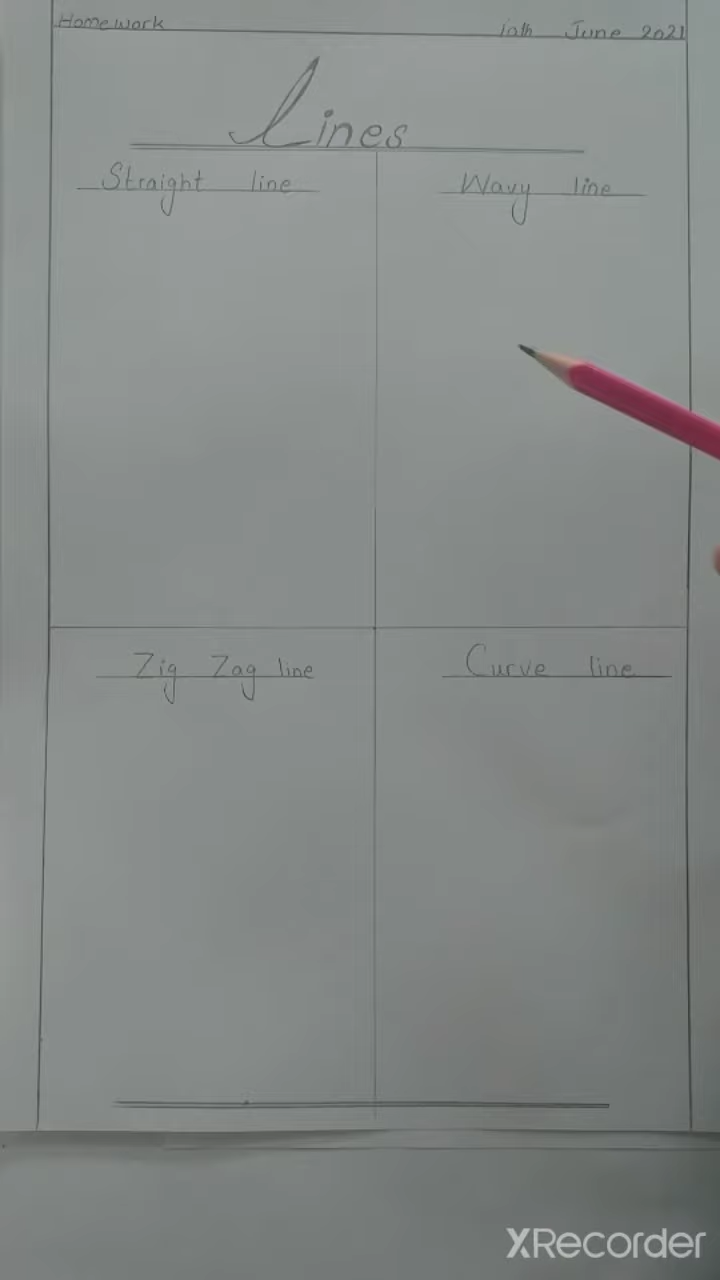 Homework 10th June 2021
Lines
Straight line
Wavy line
Zig Zag line
Curve line
XRecorder